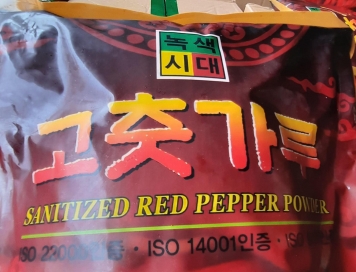 녹색
시대
고춧가르
SANITIZED RED PEPPER POWDER
ISO 14001인증 ·